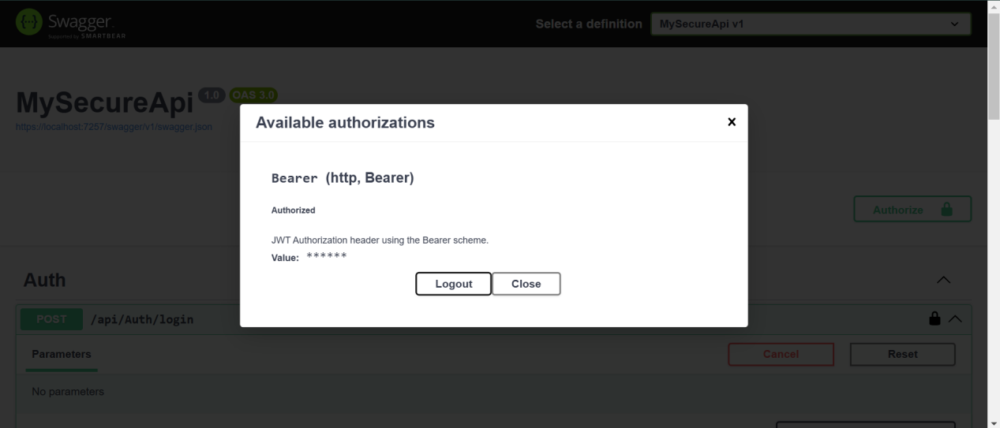 Swagger.
Supported by SMARTBEAR
Select a definition
MySecureApi v1
MySecureApi 1.0 OAS 3.0
https://localhost:7257/swagger/v1/swagger.json
Available authorizations
Bearer (http, Bearer)
Authorized
JWT Authorization header using the Bearer scheme.
Value: ******
Logout
Close
Authorize
Auth
POST /api/Auth/login
Parameters
Cancel
Reset
No parameters